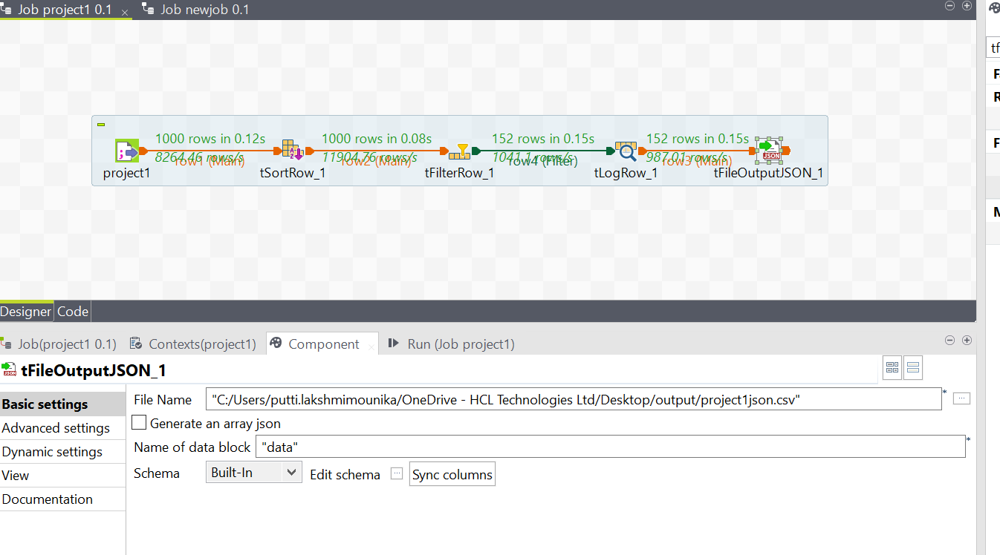 Job project1 0.1
Job newjob 0.1
tf
F
R
F
M
1000 rows in 0.12s
8264.46 rows/s
row1 (Main)
1000 rows in 0.08s
11904.76 rows/s
row2 (Main)
152 rows in 0.15s
1041.1 rows/s
row4 (Filter)
152 rows in 0.15s
987.01 rows/s
row3 (Main)
project1
tSortRow_1
tFilterRow_1
tLogRow_1
tFileOutputJSON_1
Designer
Code
Job(project1 0.1)
Contexts(project1)
Component
Run (Job project1)
tFileOutputJSON_1
Basic settings
Advanced settings
Dynamic settings
View
Documentation
File Name "C:/Users/putti.lakshmimounika/OneDrive - HCL Technologies Ltd/Desktop/output/project1json.csv" * ...
Generate an array json
Name of data block "data" *
Schema Built-In Edit schema ... Sync columns